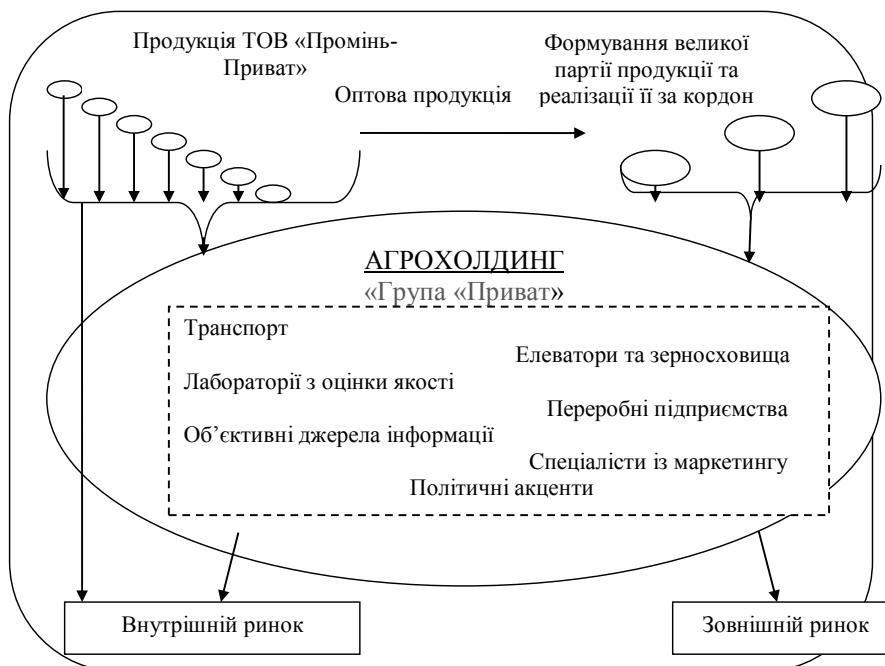 Продукція ТОВ «Промінь-
Приват»
Оптова продукція
Формування великої
партії продукції та
реалізації її за кордон
АГРОХОЛДИНГ
«Група «Приват»
Транспорт
Елеватори та зерносховища
Лабораторії з оцінки якості
Переробні підприємства
Об’єктивні джерела інформації
Спеціалісти із маркетингу
Політичні акценти
Внутрішній ринок
Зовнішній ринок